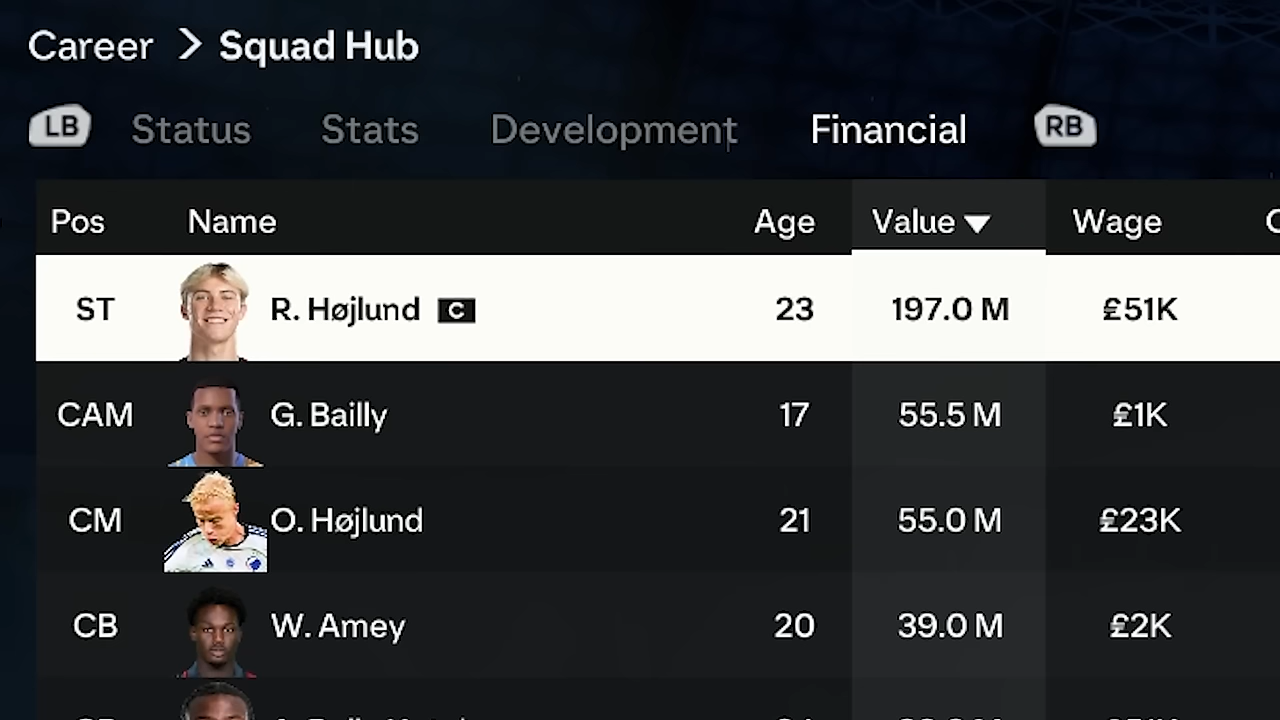 Career > Squad Hub
LB Status Stats Development Financial RB
Pos Name Age Value ▼ Wage
ST R. Højlund C 23 197.0 M £51K
CAM G. Bailly 17 55.5 M £1K
CM O. Højlund 21 55.0 M £23K
CB W. Amey 20 39.0 M £2K